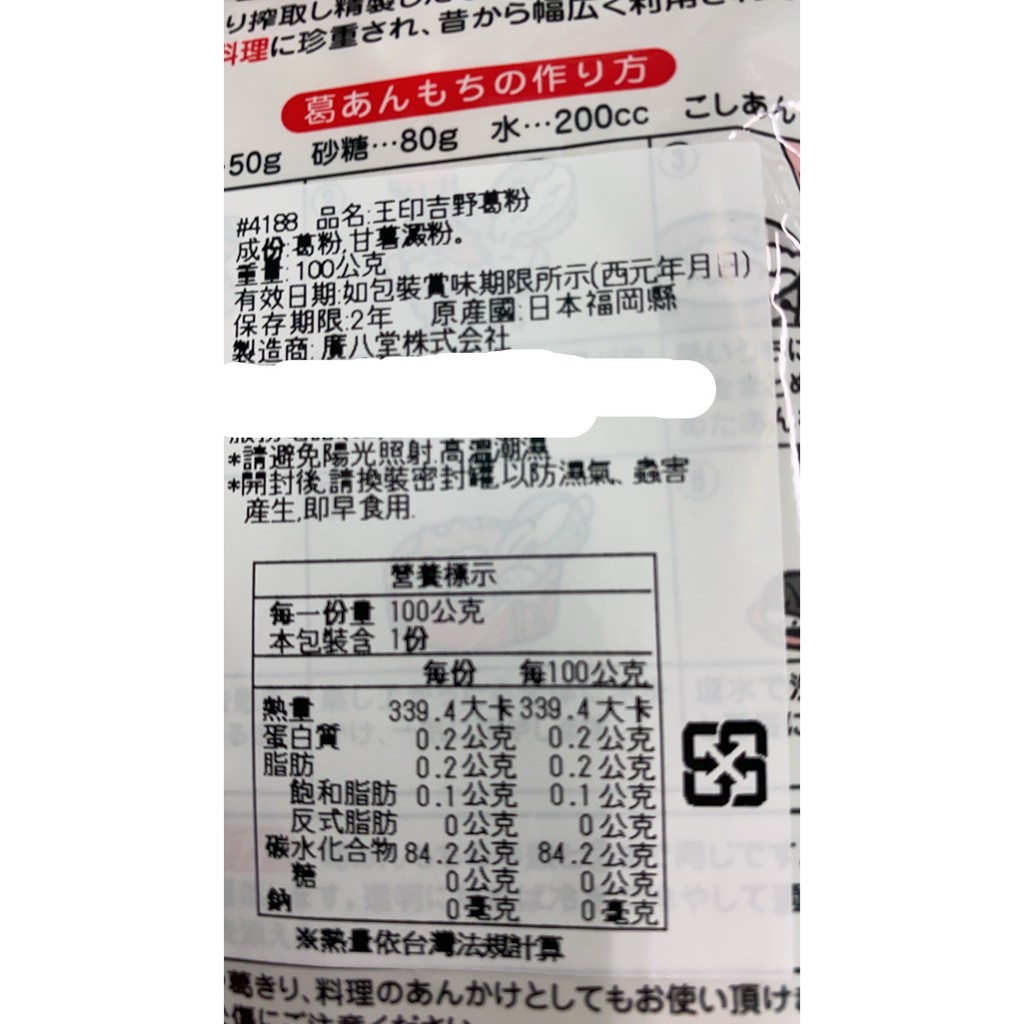 り搾取し精製した
料理に珍重され、昔から幅広く利用され
葛あんもちの作り方
50g 砂糖…80g 水…200cc こしあん
#4188 品名:王印吉野葛粉
成份:葛粉,甘薯澱粉。
重量:100公克
有效日期:如包裝賞味期限所示(西元年月日)
保存期限:2年 原産國:日本福岡縣
製造商:廣八堂株式会社
*請避免陽光照射.高溫潮濕
*開封後,請換裝密封罐,以防濕氣、蟲害
産生,即早食用.
營養標示
每一份量 100公克
本包裝含 1份
每份 每100公克
熱量 339.4大卡 339.4大卡
蛋白質 0.2公克 0.2公克
脂肪 0.2公克 0.2公克
飽和脂肪 0.1公克 0.1公克
反式脂肪 0公克 0公克
碳水化合物 84.2公克 84.2公克
糖 0公克 0公克
鈉 0毫克 0毫克
※熱量依台灣法規計算
葛きり、料理のあんかけとしてもお使い頂け